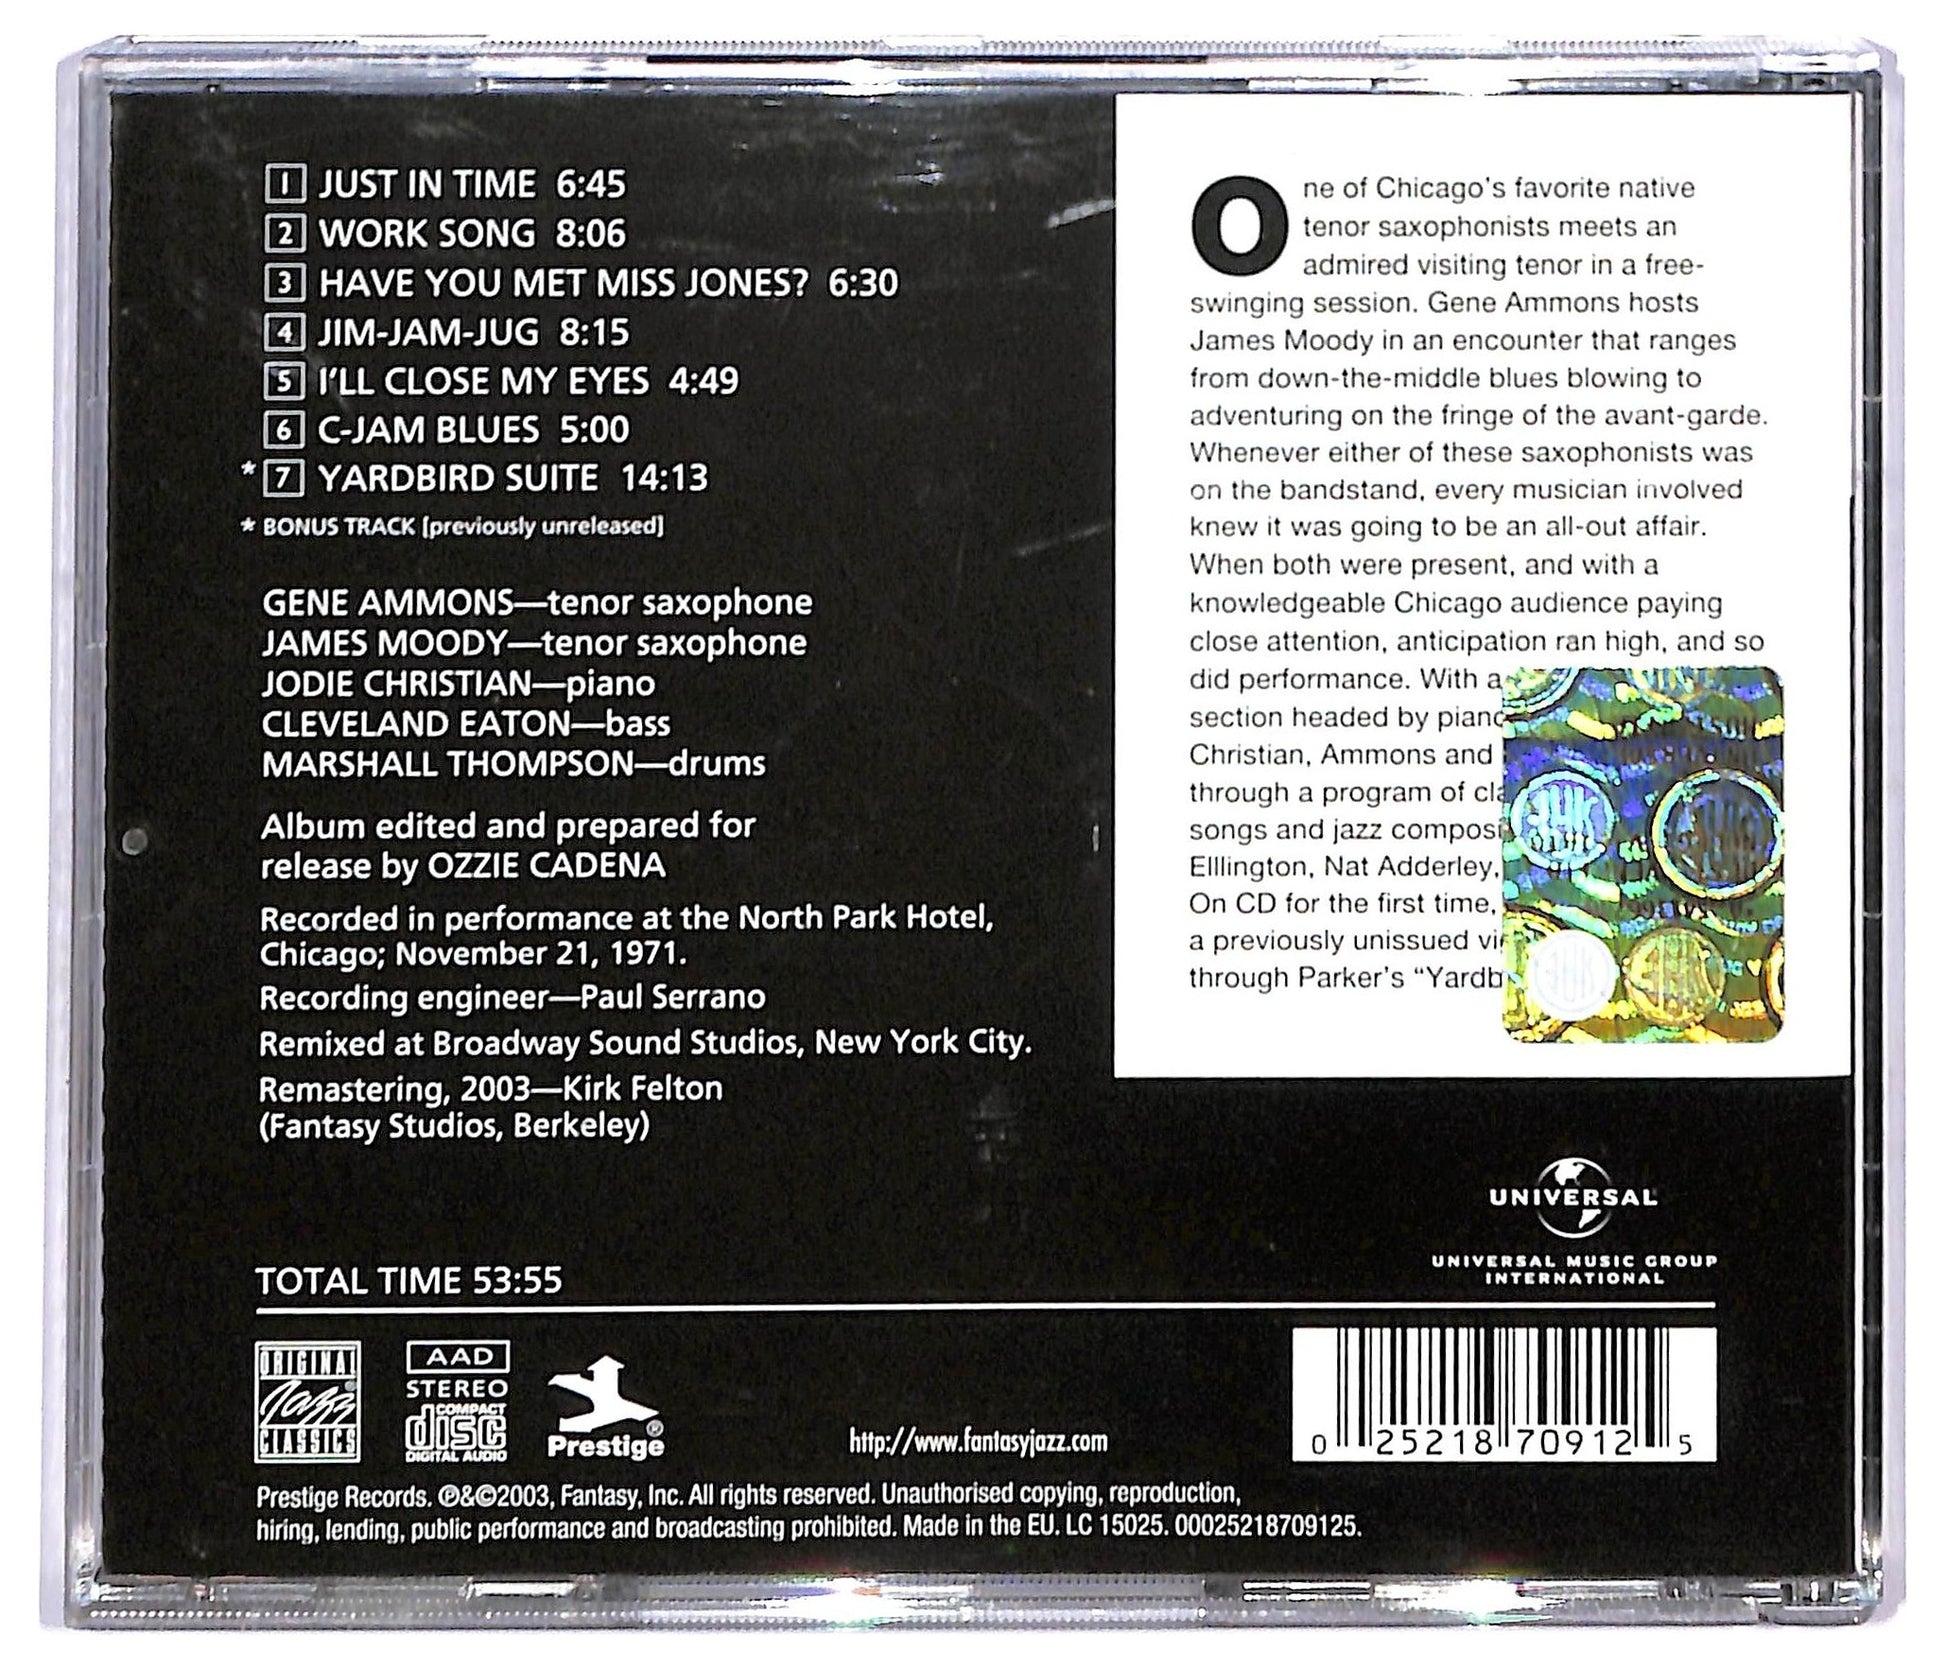 1 JUST IN TIME 6:45
2 WORK SONG 8:06
3 HAVE YOU MET MISS JONES? 6:30
4 JIM-JAM-JUG 8:15
5 I'LL CLOSE MY EYES 4:49
6 C-JAM BLUES 5:00
* 7 YARDBIRD SUITE 14:13
* BONUS TRACK [previously unreleased]
GENE AMMONS—tenor saxophone
JAMES MOODY—tenor saxophone
JODIE CHRISTIAN—piano
CLEVELAND EATON—bass
MARSHALL THOMPSON—drums
Album edited and prepared for
release by OZZIE CADENA
Recorded in performance at the North Park Hotel,
Chicago; November 21, 1971.
Recording engineer—Paul Serrano
Remixed at Broadway Sound Studios, New York City.
Remastering, 2003—Kirk Felton
(Fantasy Studios, Berkeley)
One of Chicago's favorite native
tenor saxophonists meets an
admired visiting tenor in a free-
swinging session. Gene Ammons hosts
James Moody in an encounter that ranges
from down-the-middle blues blowing to
adventuring on the fringe of the avant-garde.
Whenever either of these saxophonists was
on the bandstand, every musician involved
knew it was going to be an all-out affair.
When both were present, and with a
knowledgeable Chicago audience paying
close attention, anticipation ran high, and so
did performance. With a
section headed by
Christian, Ammons and
through a program of
songs and jazz
Elllington, Nat Adderley,
On CD for the first time,
a previously unissued
through Parker's
UNIVERSAL
UNIVERSAL MUSIC GROUP
INTERNATIONAL
TOTAL TIME 53:55
ORIGINAL
Jazz
CLASSICS
AAD
STEREO
COMPACT
disc
DIGITAL AUDIO
Prestige®
http://www.fantasyjazz.com
0 25218 70912 5
Prestige Records. ℗&©2003, Fantasy, Inc. All rights reserved. Unauthorised copying, reproduction,
hiring, lending, public performance and broadcasting prohibited. Made in the EU. LC 15025. 00025218709125.